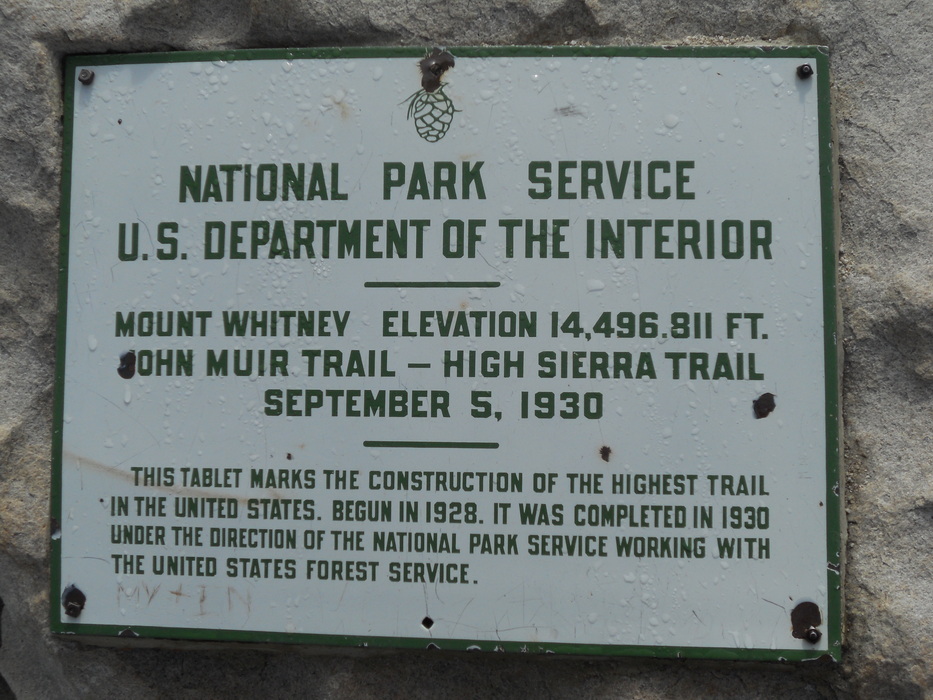 NATIONAL PARK SERVICE
U.S. DEPARTMENT OF THE INTERIOR
MOUNT WHITNEY ELEVATION 14,496.811 FT.
JOHN MUIR TRAIL – HIGH SIERRA TRAIL
SEPTEMBER 5, 1930
THIS TABLET MARKS THE CONSTRUCTION OF THE HIGHEST TRAIL
IN THE UNITED STATES. BEGUN IN 1928. IT WAS COMPLETED IN 1930
UNDER THE DIRECTION OF THE NATIONAL PARK SERVICE WORKING WITH
THE UNITED STATES FOREST SERVICE.